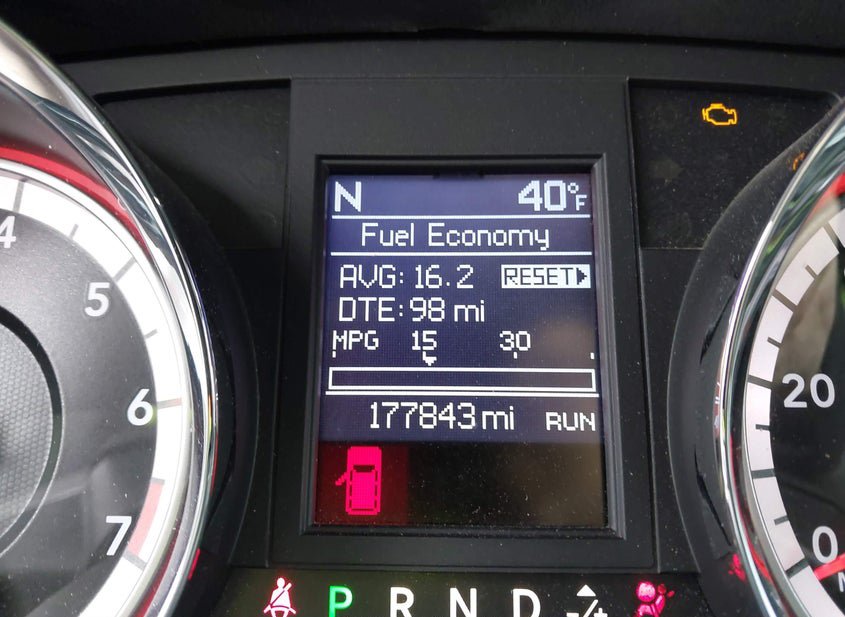 N 40°F
Fuel Economy
AVG: 16.2 RESET
DTE: 98 mi
MPG 15 30
177843 mi RUN
4
5
6
7
20
0
P R N D -/+